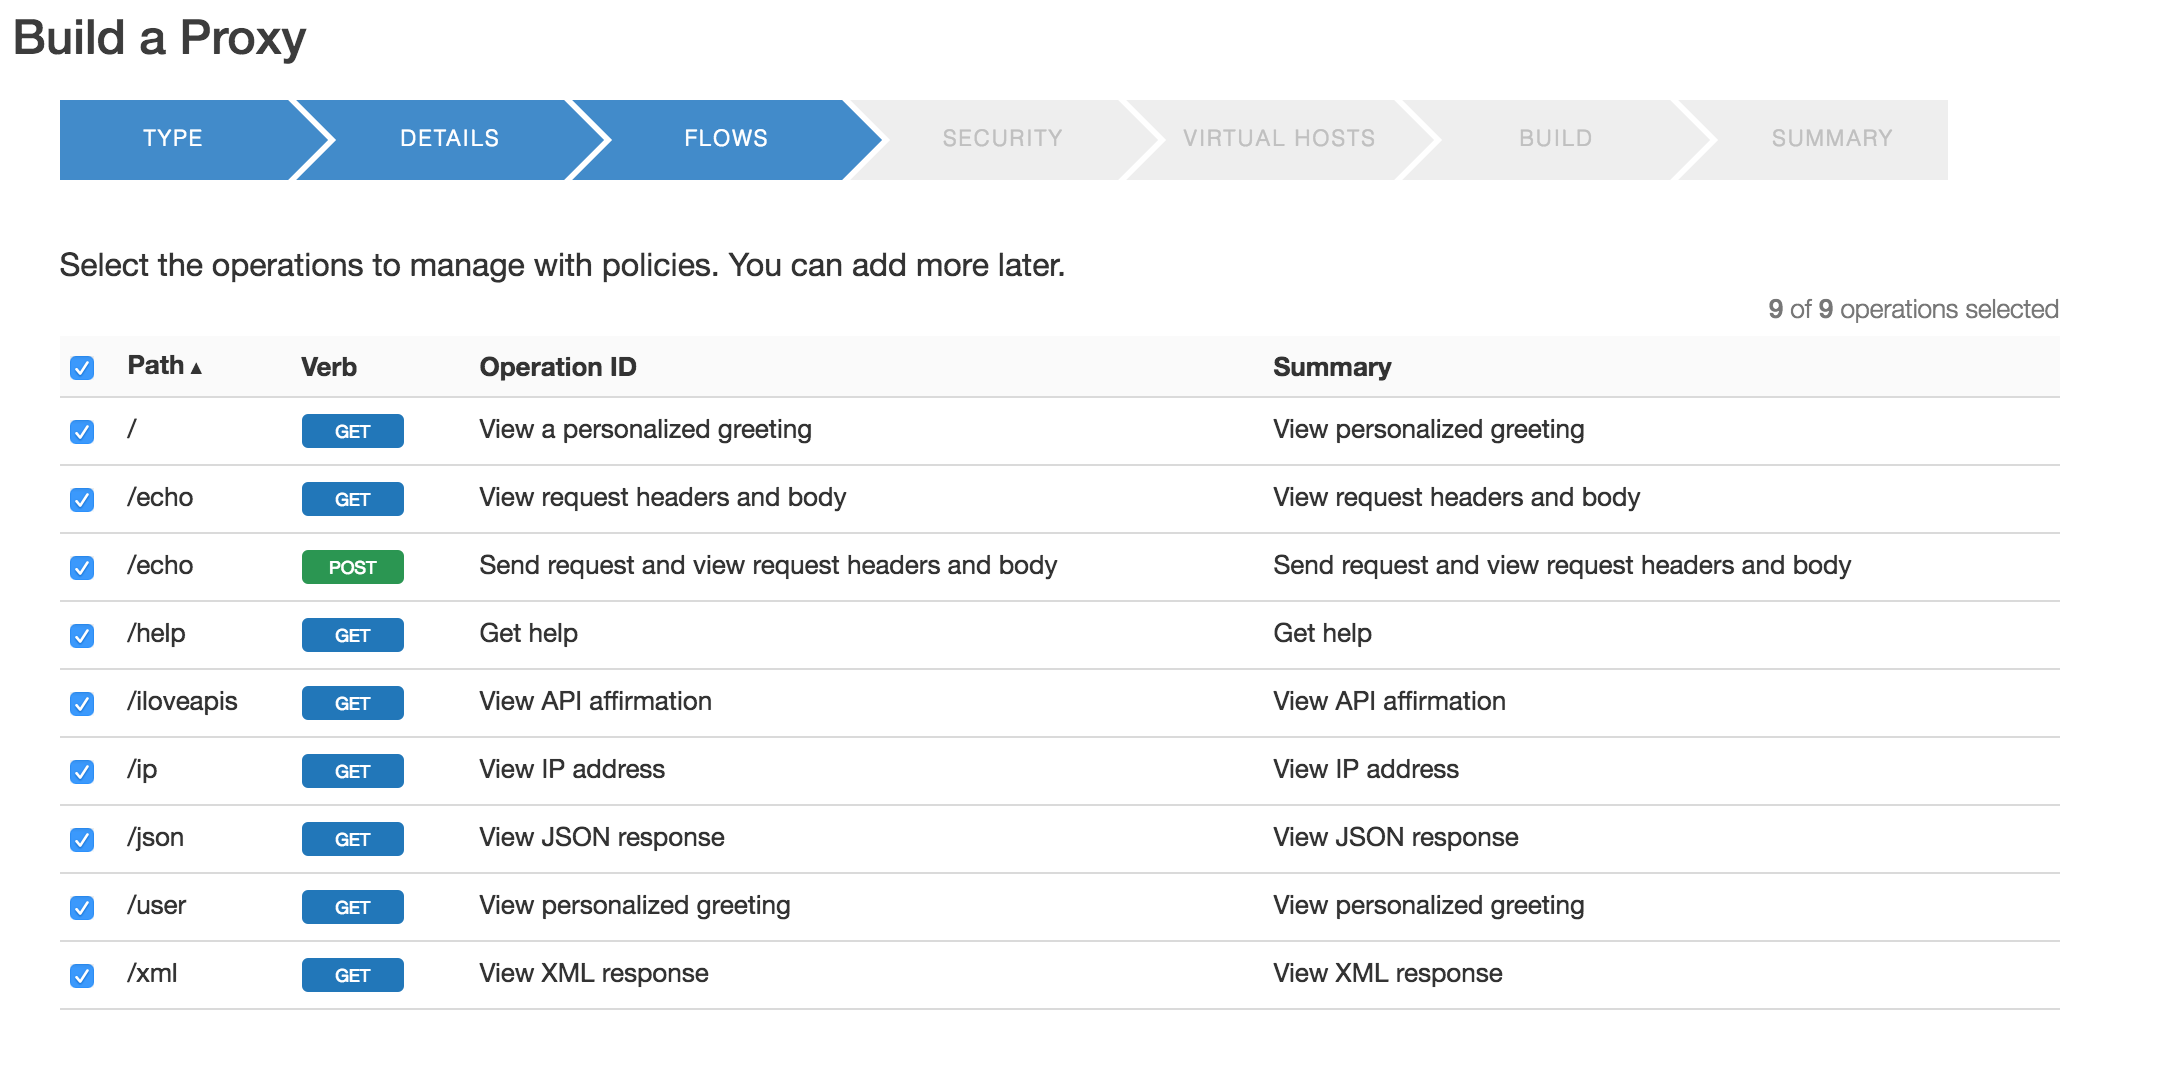 Build a Proxy
TYPE DETAILS FLOWS SECURITY VIRTUAL HOSTS BUILD SUMMARY
Select the operations to manage with policies. You can add more later.
9 of 9 operations selected
Path ▲ Verb Operation ID Summary
/ GET View a personalized greeting View personalized greeting
/echo GET View request headers and body View request headers and body
/echo POST Send request and view request headers and body Send request and view request headers and body
/help GET Get help Get help
/iloveapis GET View API affirmation View API affirmation
/ip GET View IP address View IP address
/json GET View JSON response View JSON response
/user GET View personalized greeting View personalized greeting
/xml GET View XML response View XML response